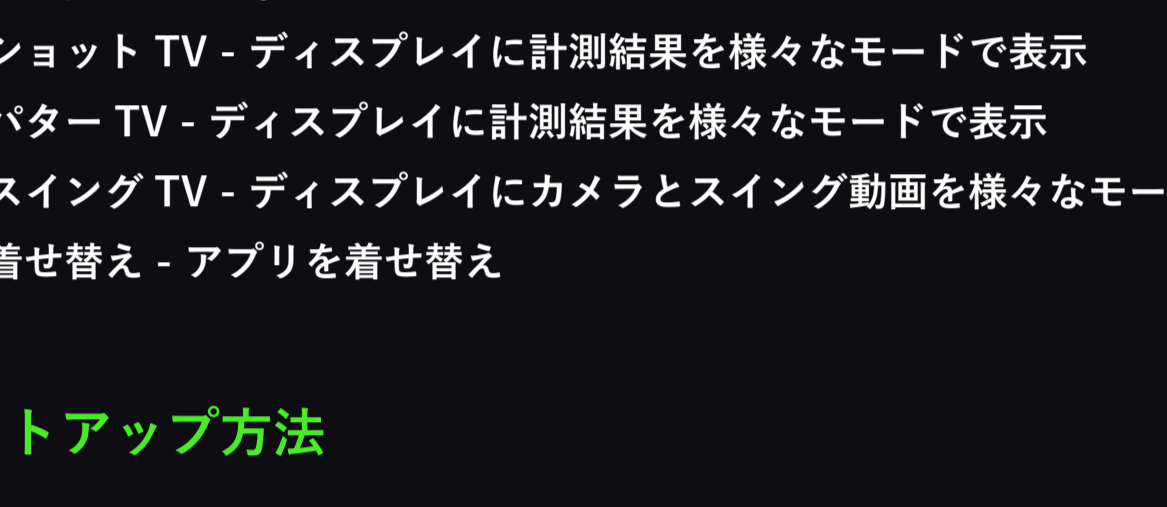 ショット TV - ディスプレイに計測結果を様々なモードで表示
パター TV - ディスプレイに計測結果を様々なモードで表示
スイング TV - ディスプレイにカメラとスイング動画を様々なモー
着せ替え - アプリを着せ替え
トアップ方法